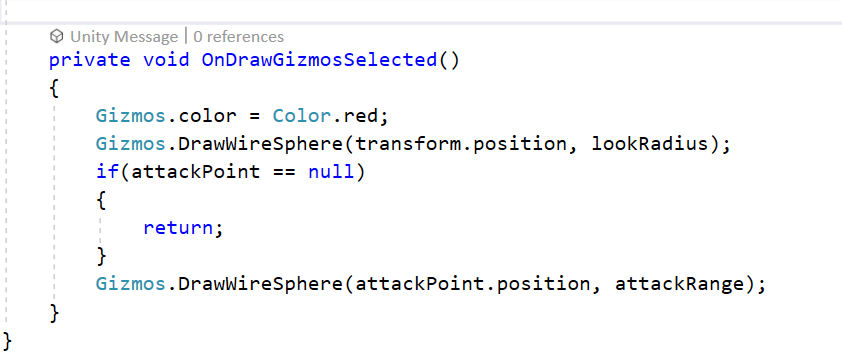 Unity Message | 0 references
private void OnDrawGizmosSelected()
{
Gizmos.color = Color.red;
Gizmos.DrawWireSphere(transform.position, lookRadius);
if(attackPoint == null)
{
return;
}
Gizmos.DrawWireSphere(attackPoint.position, attackRange);
}
}